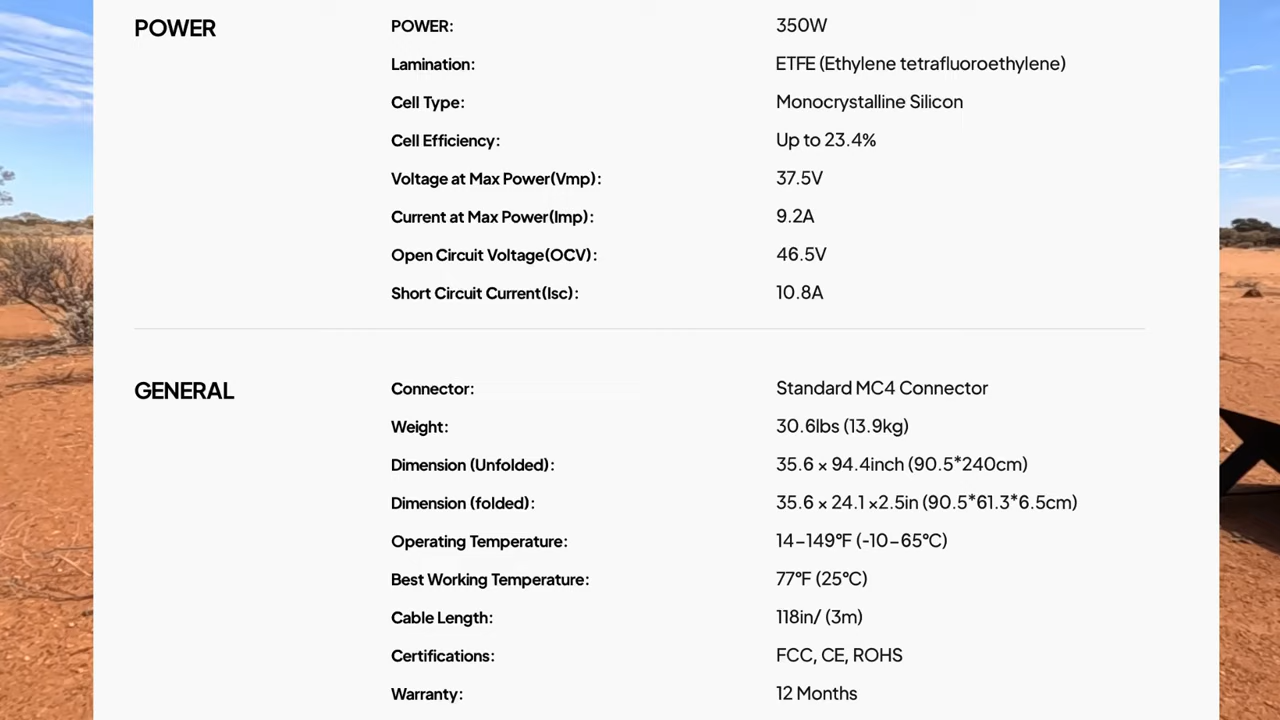 POWER POWER: 350W
Lamination: ETFE (Ethylene tetrafluoroethylene)
Cell Type: Monocrystalline Silicon
Cell Efficiency: Up to 23.4%
Voltage at Max Power(Vmp): 37.5V
Current at Max Power(Imp): 9.2A
Open Circuit Voltage(OCV): 46.5V
Short Circuit Current(Isc): 10.8A
GENERAL Connector: Standard MC4 Connector
Weight: 30.6lbs (13.9kg)
Dimension (Unfolded): 35.6 × 94.4inch (90.5*240cm)
Dimension (folded): 35.6 × 24.1 ×2.5in (90.5*61.3*6.5cm)
Operating Temperature: 14–149°F (-10–65°C)
Best Working Temperature: 77°F (25°C)
Cable Length: 118in/ (3m)
Certifications: FCC, CE, ROHS
Warranty: 12 Months